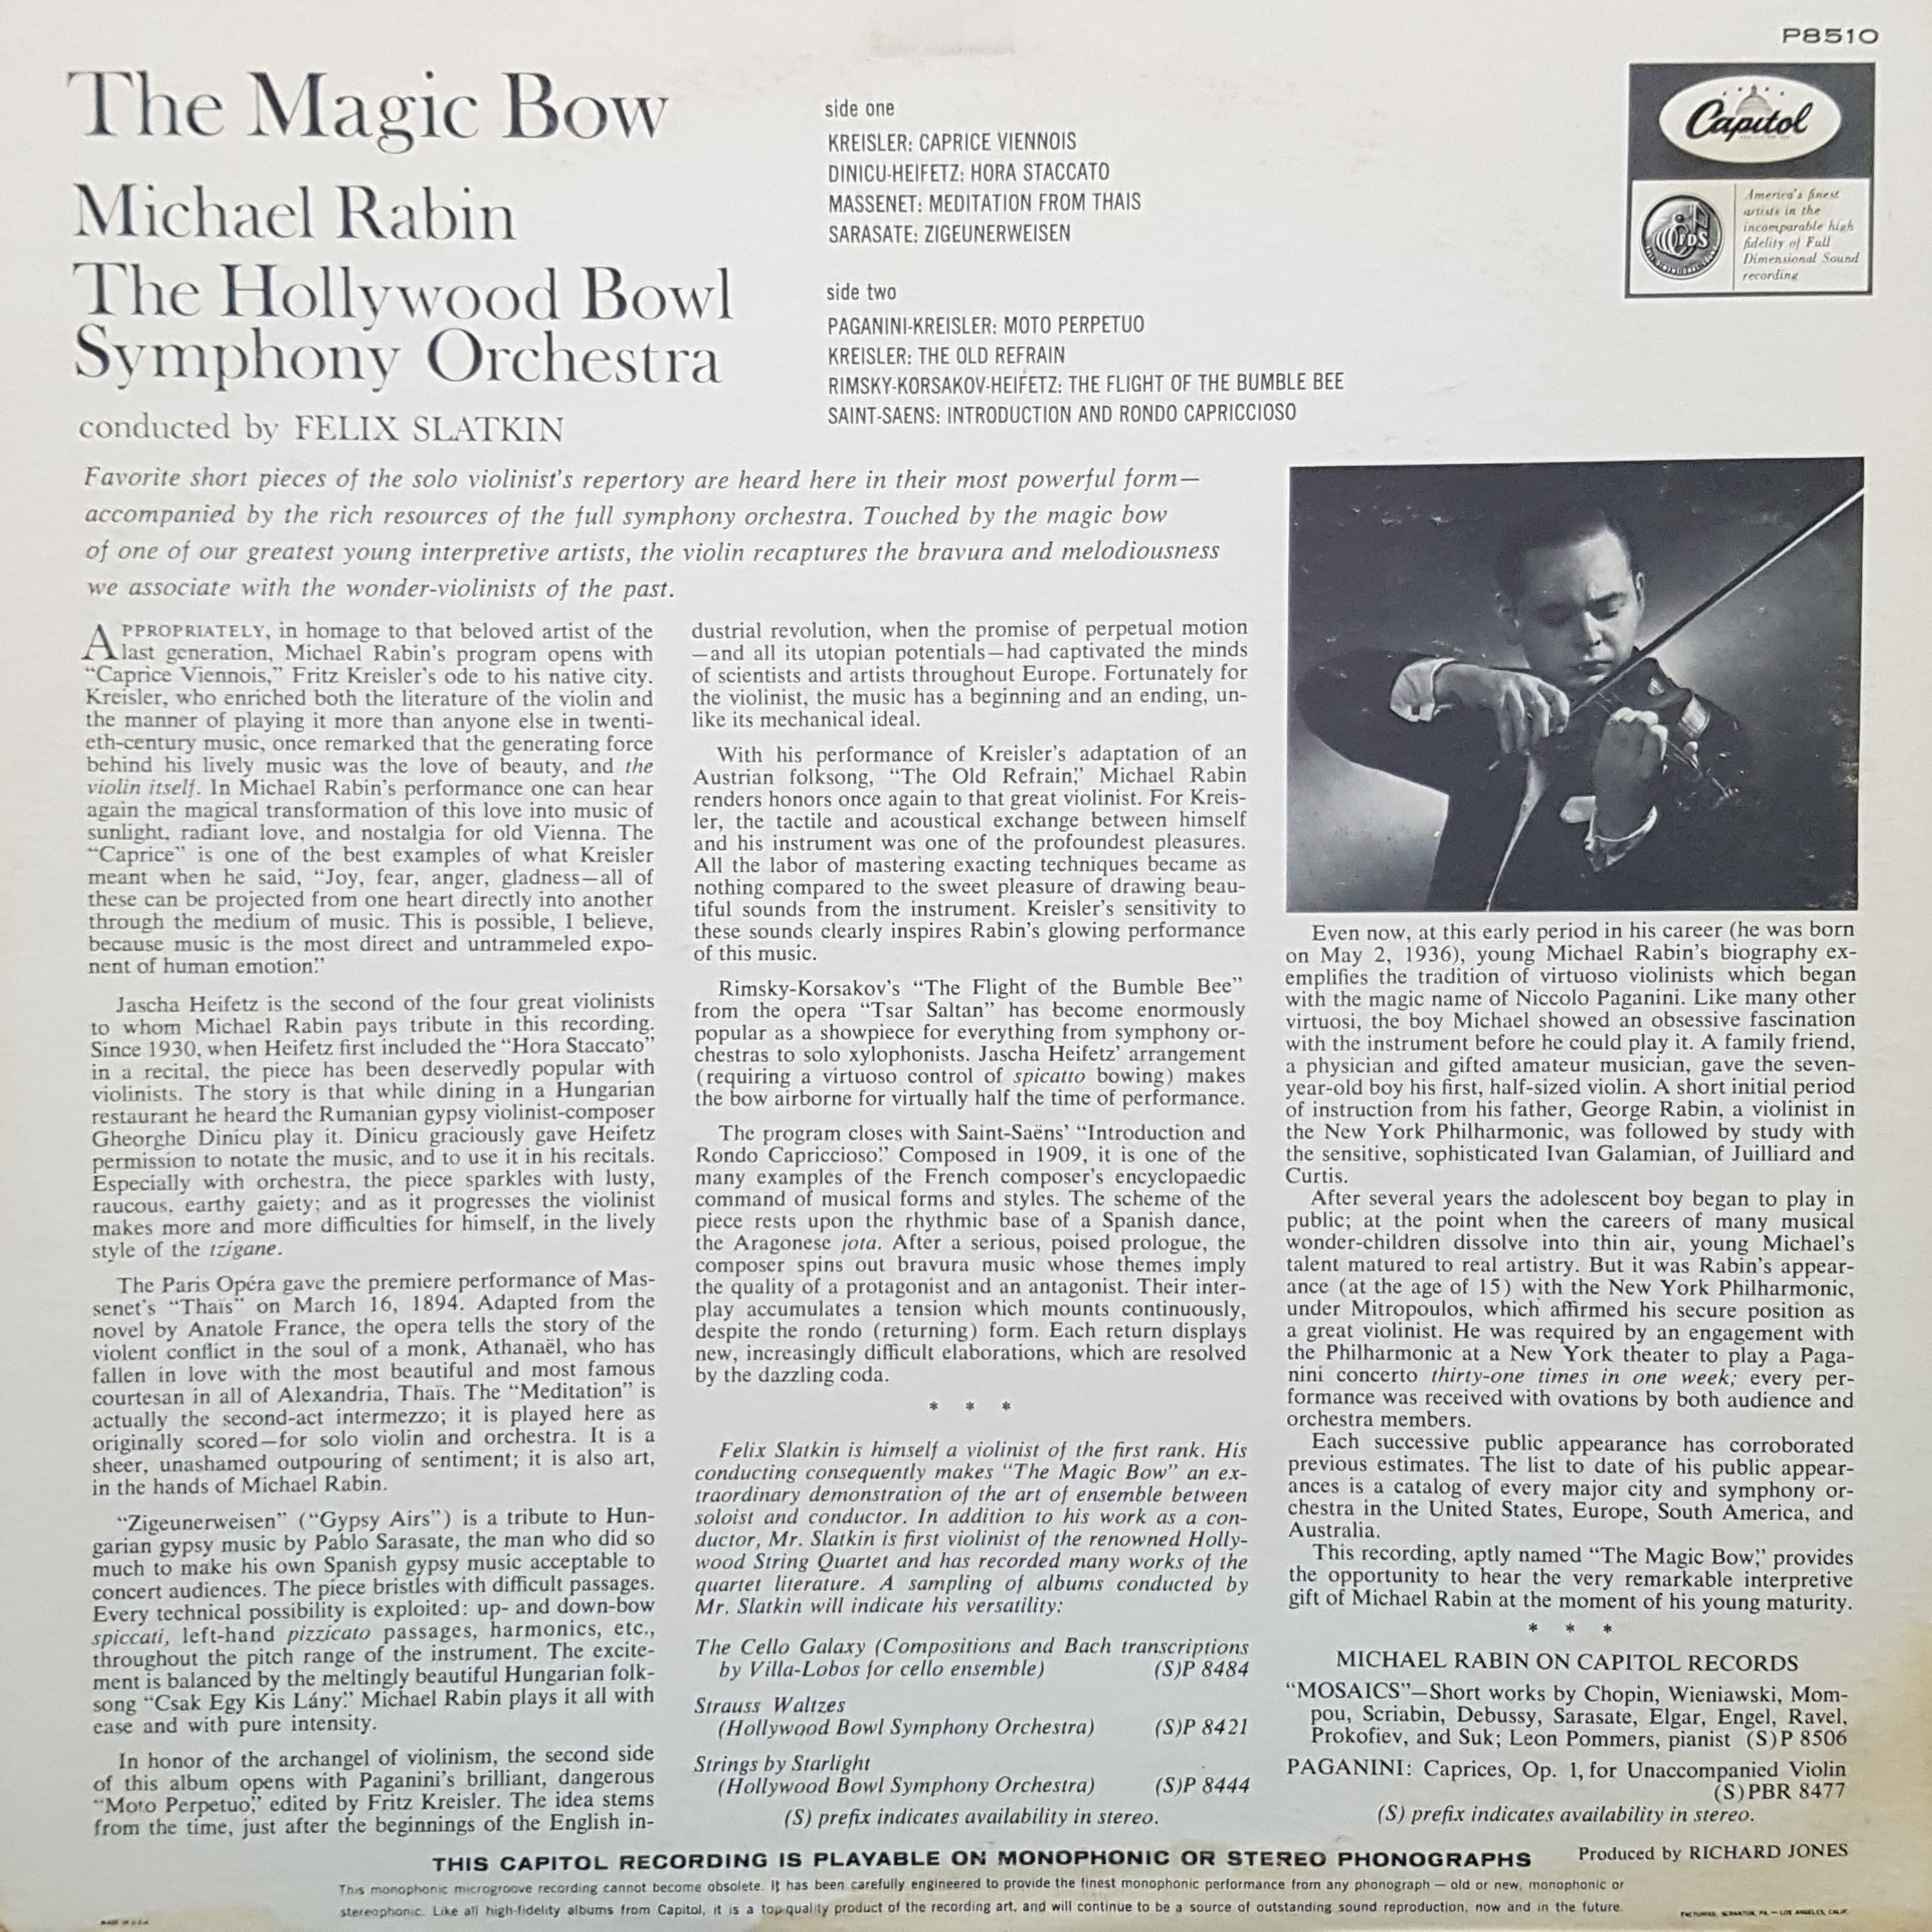 P8510
The Magic Bow
Michael Rabin
The Hollywood Bowl
Symphony Orchestra
conducted by FELIX SLATKIN
side one
KREISLER: CAPRICE VIENNOIS
DINICU-HEIFETZ: HORA STACCATO
MASSENET: MEDITATION FROM THAIS
SARASATE: ZIGEUNERWEISEN
side two
PAGANINI-KREISLER: MOTO PERPETUO
KREISLER: THE OLD REFRAIN
RIMSKY-KORSAKOV-HEIFETZ: THE FLIGHT OF THE BUMBLE BEE
SAINT-SAENS: INTRODUCTION AND RONDO CAPRICCIOSO
Capitol
FDS
America's finest
artists in the
incomparable high
fidelity of Full
Dimensional Sound
recording
Favorite short pieces of the solo violinist's repertory are heard here in their most powerful form—
accompanied by the rich resources of the full symphony orchestra. Touched by the magic bow
of one of our greatest young interpretive artists, the violin recaptures the bravura and melodiousness
we associate with the wonder-violinists of the past.
APPROPRIATELY, in homage to that beloved artist of the
last generation, Michael Rabin's program opens with
“Caprice Viennois,” Fritz Kreisler's ode to his native city.
Kreisler, who enriched both the literature of the violin and
the manner of playing it more than anyone else in twenti-
eth-century music, once remarked that the generating force
behind his lively music was the love of beauty, and the
violin itself. In Michael Rabin's performance one can hear
again the magical transformation of this love into music of
sunlight, radiant love, and nostalgia for old Vienna. The
“Caprice” is one of the best examples of what Kreisler
meant when he said, “Joy, fear, anger, gladness—all of
these can be projected from one heart directly into another
through the medium of music. This is possible, I believe,
because music is the most direct and untrammeled expo-
nent of human emotion.”
Jascha Heifetz is the second of the four great violinists
to whom Michael Rabin pays tribute in this recording.
Since 1930, when Heifetz first included the “Hora Staccato”
in a recital, the piece has been deservedly popular with
violinists. The story is that while dining in a Hungarian
restaurant he heard the Rumanian gypsy violinist-composer
Gheorghe Dinicu play it. Dinicu graciously gave Heifetz
permission to notate the music, and to use it in his recitals.
Especially with orchestra, the piece sparkles with lusty,
raucous, earthy gaiety; and as it progresses the violinist
makes more and more difficulties for himself, in the lively
style of the tzigane.
The Paris Opéra gave the premiere performance of Mas-
senet's “Thaïs” on March 16, 1894. Adapted from the
novel by Anatole France, the opera tells the story of the
violent conflict in the soul of a monk, Athanaël, who has
fallen in love with the most beautiful and most famous
courtesan in all of Alexandria, Thaïs. The “Meditation” is
actually the second-act intermezzo; it is played here as
originally scored—for solo violin and orchestra. It is a
sheer, unashamed outpouring of sentiment; it is also art,
in the hands of Michael Rabin.
“Zigeunerweisen” (“Gypsy Airs”) is a tribute to Hun-
garian gypsy music by Pablo Sarasate, the man who did so
much to make his own Spanish gypsy music acceptable to
concert audiences. The piece bristles with difficult passages.
Every technical possibility is exploited: up- and down-bow
spiccati, left-hand pizzicato passages, harmonics, etc.,
throughout the pitch range of the instrument. The excite-
ment is balanced by the meltingly beautiful Hungarian folk-
song “Csak Egy Kis Lány.” Michael Rabin plays it all with
ease and with pure intensity.
In honor of the archangel of violinism, the second side
of this album opens with Paganini's brilliant, dangerous
“Moto Perpetuo,” edited by Fritz Kreisler. The idea stems
from the time, just after the beginnings of the English in-
dustrial revolution, when the promise of perpetual motion
—and all its utopian potentials—had captivated the minds
of scientists and artists throughout Europe. Fortunately for
the violinist, the music has a beginning and an ending, un-
like its mechanical ideal.
With his performance of Kreisler's adaptation of an
Austrian folksong, “The Old Refrain,” Michael Rabin
renders honors once again to that great violinist. For Kreis-
ler, the tactile and acoustical exchange between himself
and his instrument was one of the profoundest pleasures.
All the labor of mastering exacting techniques became as
nothing compared to the sweet pleasure of drawing beau-
tiful sounds from the instrument. Kreisler's sensitivity to
these sounds clearly inspires Rabin's glowing performance
of this music.
Rimsky-Korsakov's “The Flight of the Bumble Bee”
from the opera “Tsar Saltan” has become enormously
popular as a showpiece for everything from symphony or-
chestras to solo xylophonists. Jascha Heifetz' arrangement
(requiring a virtuoso control of spicatto bowing) makes
the bow airborne for virtually half the time of performance.
The program closes with Saint-Saëns' “Introduction and
Rondo Capriccioso.” Composed in 1909, it is one of the
many examples of the French composer's encyclopaedic
command of musical forms and styles. The scheme of the
piece rests upon the rhythmic base of a Spanish dance,
the Aragonese jota. After a serious, poised prologue, the
composer spins out bravura music whose themes imply
the quality of a protagonist and an antagonist. Their inter-
play accumulates a tension which mounts continuously,
despite the rondo (returning) form. Each return displays
new, increasingly difficult elaborations, which are resolved
by the dazzling coda.
* * *
Felix Slatkin is himself a violinist of the first rank. His
conducting consequently makes “The Magic Bow” an ex-
traordinary demonstration of the art of ensemble between
soloist and conductor. In addition to his work as a con-
ductor, Mr. Slatkin is first violinist of the renowned Holly-
wood String Quartet and has recorded many works of the
quartet literature. A sampling of albums conducted by
Mr. Slatkin will indicate his versatility:
The Cello Galaxy (Compositions and Bach transcriptions
by Villa-Lobos for cello ensemble) (S)P 8484
Strauss Waltzes
(Hollywood Bowl Symphony Orchestra) (S)P 8421
Strings by Starlight
(Hollywood Bowl Symphony Orchestra) (S)P 8444
(S) prefix indicates availability in stereo.
Even now, at this early period in his career (he was born
on May 2, 1936), young Michael Rabin's biography ex-
emplifies the tradition of virtuoso violinists which began
with the magic name of Niccolo Paganini. Like many other
virtuosi, the boy Michael showed an obsessive fascination
with the instrument before he could play it. A family friend,
a physician and gifted amateur musician, gave the seven-
year-old boy his first, half-sized violin. A short initial period
of instruction from his father, George Rabin, a violinist in
the New York Philharmonic, was followed by study with
the sensitive, sophisticated Ivan Galamian, of Juilliard and
Curtis.
After several years the adolescent boy began to play in
public; at the point when the careers of many musical
wonder-children dissolve into thin air, young Michael's
talent matured to real artistry. But it was Rabin's appear-
ance (at the age of 15) with the New York Philharmonic,
under Mitropoulos, which affirmed his secure position as
a great violinist. He was required by an engagement with
the Philharmonic at a New York theater to play a Paga-
nini concerto thirty-one times in one week; every per-
formance was received with ovations by both audience and
orchestra members.
Each successive public appearance has corroborated
previous estimates. The list to date of his public appear-
ances is a catalog of every major city and symphony or-
chestra in the United States, Europe, South America, and
Australia.
This recording, aptly named “The Magic Bow,” provides
the opportunity to hear the very remarkable interpretive
gift of Michael Rabin at the moment of his young maturity.
* * *
MICHAEL RABIN ON CAPITOL RECORDS
“MOSAICS”—Short works by Chopin, Wieniawski, Mom-
pou, Scriabin, Debussy, Sarasate, Elgar, Engel, Ravel,
Prokofiev, and Suk; Leon Pommers, pianist (S)P 8506
PAGANINI: Caprices, Op. 1, for Unaccompanied Violin
(S)PBR 8477
(S) prefix indicates availability in stereo.
Produced by RICHARD JONES
THIS CAPITOL RECORDING IS PLAYABLE ON MONOPHONIC OR STEREO PHONOGRAPHS
This monophonic microgroove recording cannot become obsolete. It has been carefully engineered to provide the finest monophonic performance from any phonograph — old or new, monophonic or
stereophonic. Like all high-fidelity albums from Capitol, it is a top-quality product of the recording art, and will continue to be a source of outstanding sound reproduction, now and in the future.
MADE IN U.S.A.
FACTORIES: SCRANTON, PA. — LOS ANGELES, CALIF.